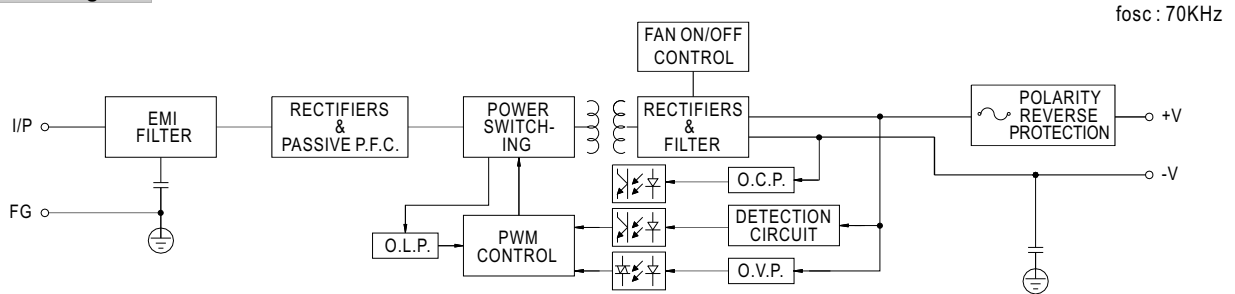 fosc : 70KHz
FAN ON/OFF
CONTROL
I/P
EMI
FILTER
RECTIFIERS
&
PASSIVE P.F.C.
POWER
SWITCH-
ING
RECTIFIERS
&
FILTER
POLARITY
REVERSE
PROTECTION
+V
-V
O.C.P.
FG
O.L.P.
PWM
CONTROL
DETECTION
CIRCUIT
O.V.P.